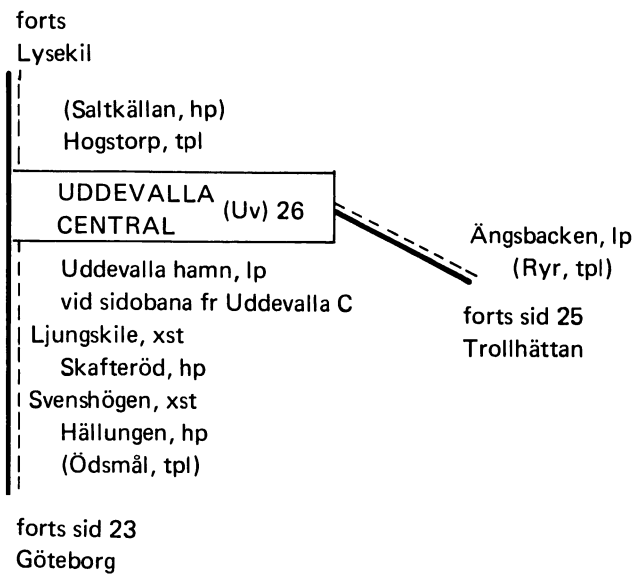 forts
Lysekil
(Saltkällan, hp)
Hogstorp, tpl
UDDEVALLA
CENTRAL (Uv) 26
Uddevalla hamn, lp
vid sidobana fr Uddevalla C
Ljungskile, xst
Skafteröd, hp
Svenshögen, xst
Hällungen, hp
(Ödsmål, tpl)
forts sid 23
Göteborg
Ängsbacken, lp
(Ryr, tpl)
forts sid 25
Trollhättan